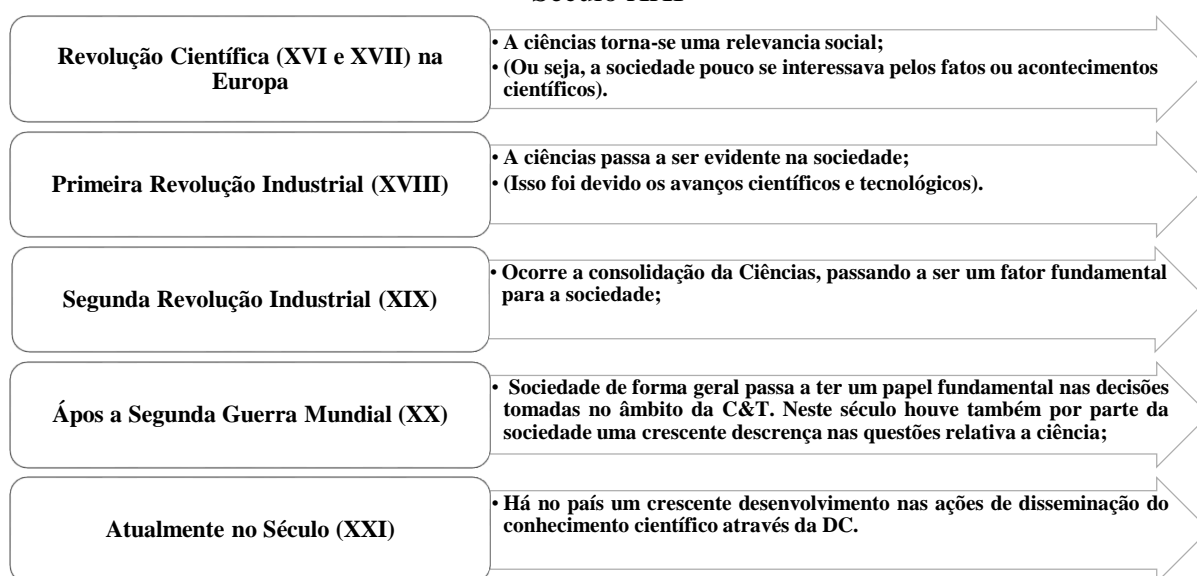 Revolução Científica (XVI e XVII) na
Europa
• A ciências torna-se uma relevancia social;
• (Ou seja, a sociedade pouco se interessava pelos fatos ou acontecimentos
científicos).
Primeira Revolução Industrial (XVIII)
• A ciências passa a ser evidente na sociedade;
• (Isso foi devido os avanços científicos e tecnológicos).
Segunda Revolução Industrial (XIX)
• Ocorre a consolidação da Ciências, passando a ser um fator fundamental
para a sociedade;
Ápos a Segunda Guerra Mundial (XX)
• Sociedade de forma geral passa a ter um papel fundamental nas decisões
tomadas no âmbito da C&T. Neste século houve também por parte da
sociedade uma crescente descrença nas questões relativa a ciência;
Atualmente no Século (XXI)
• Há no país um crescente desenvolvimento nas ações de disseminação do
conhecimento científico através da DC.